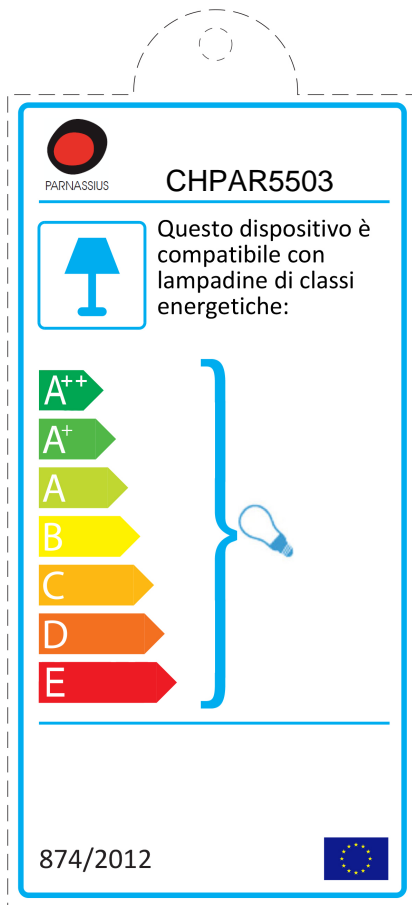 PARNASSIUS
CHPAR5503
Questo dispositivo è
compatibile con
lampadine di classi
energetiche:
A++
A+
A
B
C
D
E
874/2012